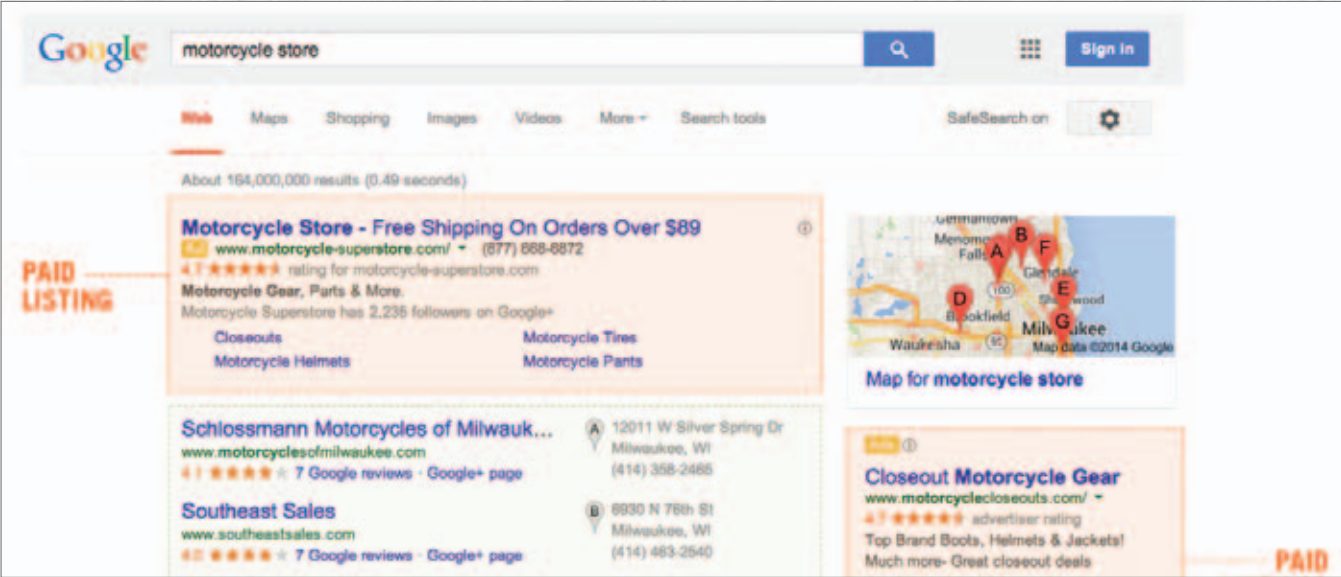 Google
motorcycle store
Sign in
Web Maps Shopping Images Videos More Search tools SafeSearch on
About 164,000,000 results (0.49 seconds)
Motorcycle Store - Free Shipping On Orders Over $89
Ad www.motorcycle-superstore.com/ (877) 668-6872
4.7 ★★★★★ rating for motorcycle-superstore.com
Motorcycle Gear, Parts & More.
Motorcycle Superstore has 2,236 followers on Google+
Closeouts Motorcycle Tires
Motorcycle Helmets Motorcycle Pants
PAID
LISTING
Schlossmann Motorcycles of Milwauk...
www.motorcyclesofmilwaukee.com
4.1 ★★★★★ 7 Google reviews · Google+ page
A 12011 W Silver Spring Dr
Milwaukee, WI
(414) 358-2465
Southeast Sales
www.southeastsales.com
4.0 ★★★★★ 7 Google reviews · Google+ page
B 6930 N 76th St
Milwaukee, WI
(414) 463-2540
Germantown
Menomo
Falls
A
B
F
Glendale
100
D
E
Brookfield
wood
G
Milw ukee
Waukesha
Map data ©2014 Google
Map for motorcycle store
Ads
Closeout Motorcycle Gear
www.motorcyclecloseouts.com/
4.7 ★★★★★ advertiser rating
Top Brand Boots, Helmets & Jackets!
Much more- Great closeout deals
PAID